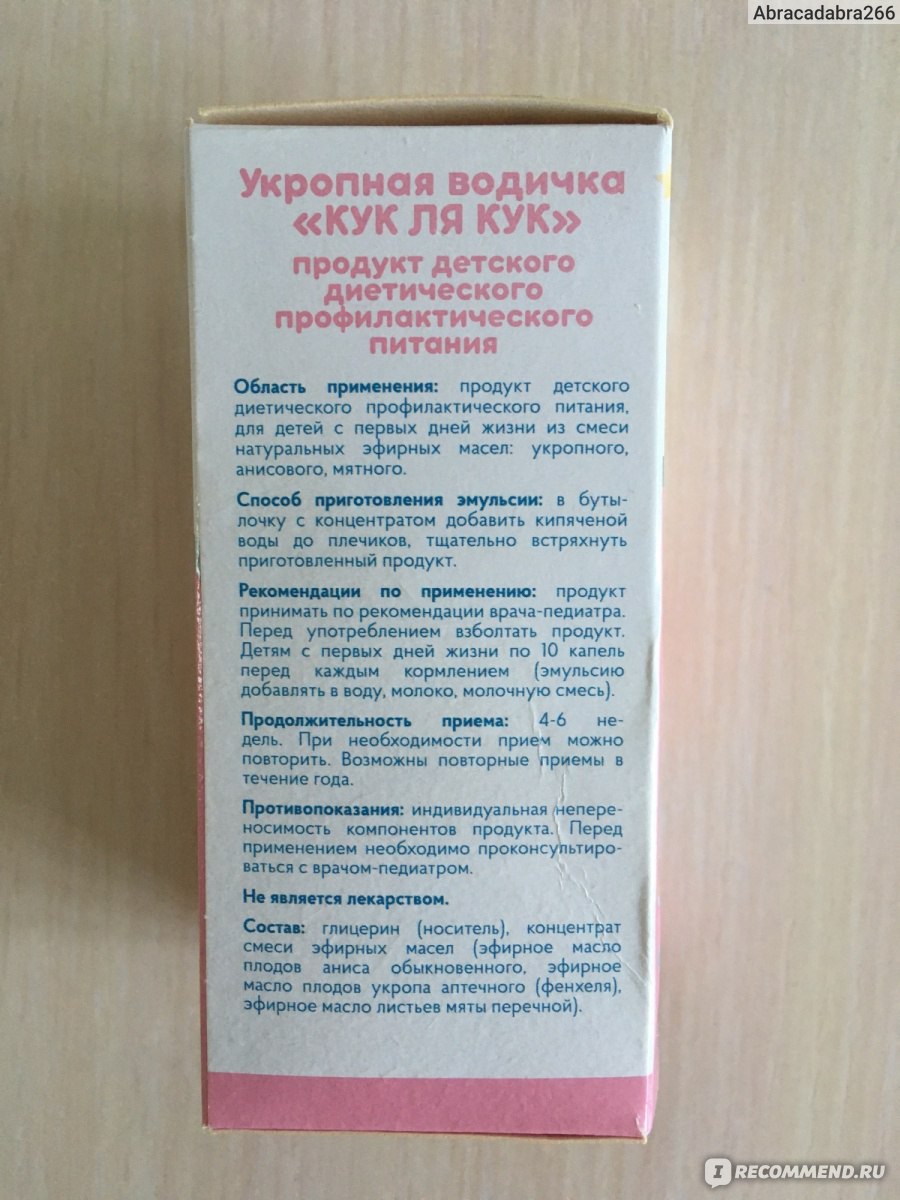 Abracadabra266
Укропная водичка
«КУК ЛЯ КУК»
продукт детского
диетического
профилактического
питания
Область применения: продукт детского
диетического профилактического питания,
для детей с первых дней жизни из смеси
натуральных эфирных масел: укропного,
анисового, мятного.
Способ приготовления эмульсии: в буты-
лочку с концентратом добавить кипяченой
воды до плечиков, тщательно встряхнуть
приготовленный продукт.
Рекомендации по применению: продукт
принимать по рекомендации врача-педиатра.
Перед употреблением взболтать продукт.
Детям с первых дней жизни по 10 капель
перед каждым кормлением (эмульсию
добавлять в воду, молоко, молочную смесь).
Продолжительность приема: 4-6 не-
дель. При необходимости прием можно
повторить. Возможны повторные приемы в
течение года.
Противопоказания: индивидуальная непере-
носимость компонентов продукта. Перед
применением необходимо проконсультиро-
ваться с врачом-педиатром.
Не является лекарством.
Состав: глицерин (носитель), концентрат
смеси эфирных масел (эфирное масло
плодов аниса обыкновенного, эфирное
масло плодов укропа аптечного (фенхеля),
эфирное масло листьев мяты перечной).
IRECOMMEND.RU